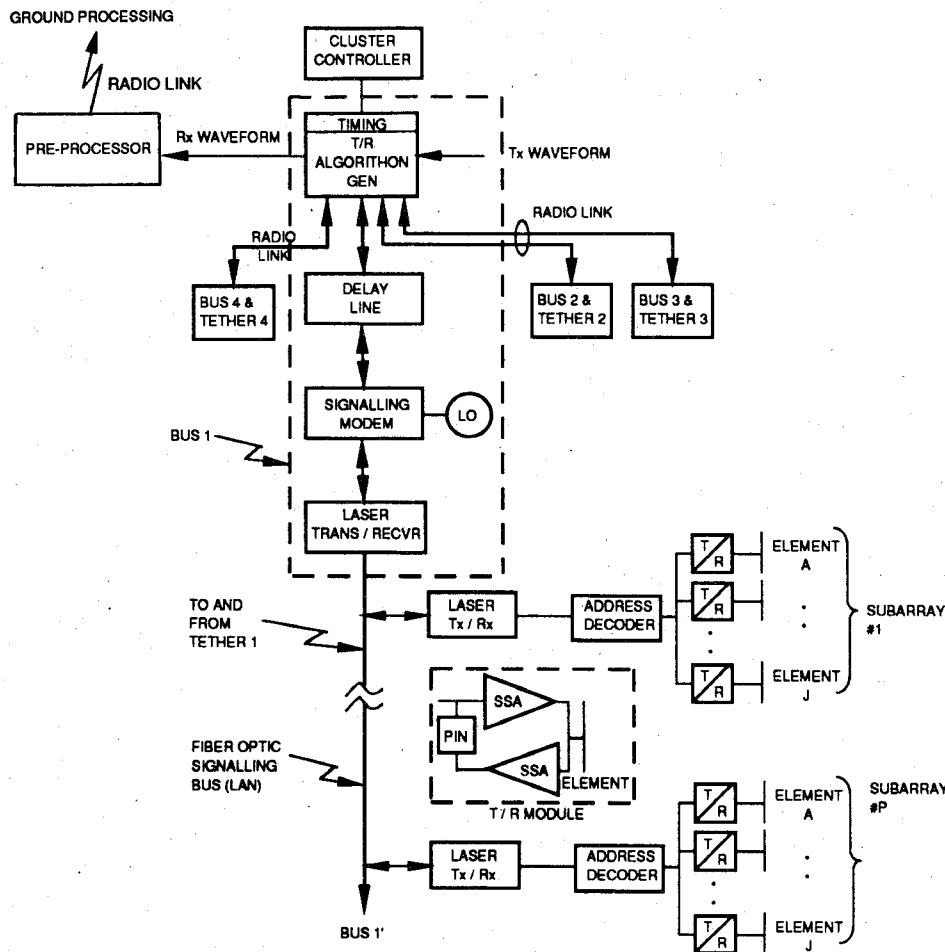 GROUND PROCESSING
RADIO LINK
CLUSTER
CONTROLLER
PRE-PROCESSOR
Rx WAVEFORM
TIMING
T/R
ALGORITHON
GEN
Tx WAVEFORM
RADIO
LINK
RADIO LINK
BUS 4 &
TETHER 4
DELAY
LINE
BUS 2 &
TETHER 2
BUS 3 &
TETHER 3
SIGNALLING
MODEM
LO
BUS 1
LASER
TRANS / RECVR
TO AND
FROM
TETHER 1
LASER
Tx / Rx
ADDRESS
DECODER
T
R
ELEMENT
A
T
R
T
R
ELEMENT
J
SUBARRAY
#1
SSA
PIN
SSA
ELEMENT
T / R MODULE
FIBER OPTIC
SIGNALLING
BUS (LAN)
LASER
Tx / Rx
ADDRESS
DECODER
T
R
ELEMENT
A
T
R
T
R
ELEMENT
J
SUBARRAY
#P
BUS 1'